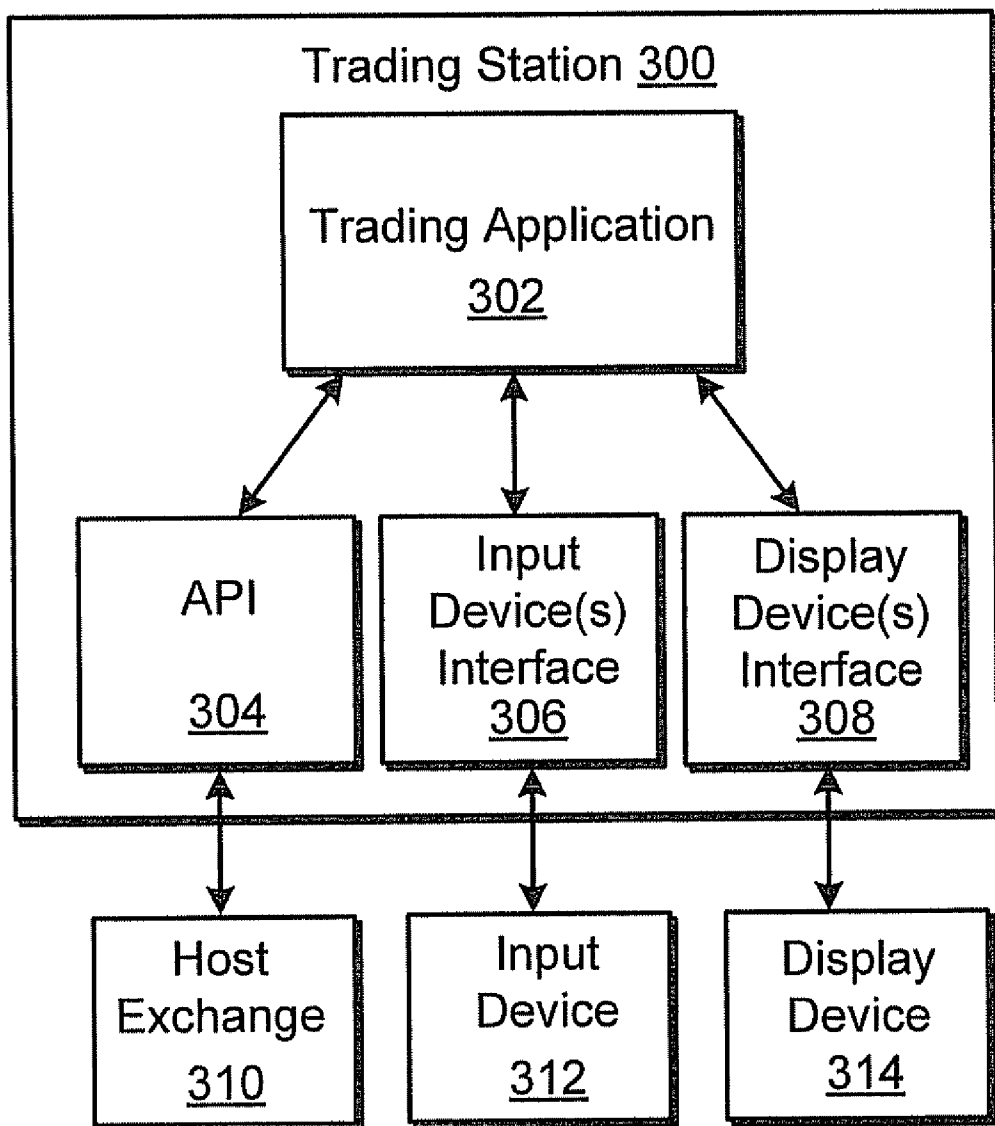 Trading Station 300
Trading Application
302
API
304
Input
Device(s)
Interface
306
Display
Device(s)
Interface
308
Host
Exchange
310
Input
Device
312
Display
Device
314